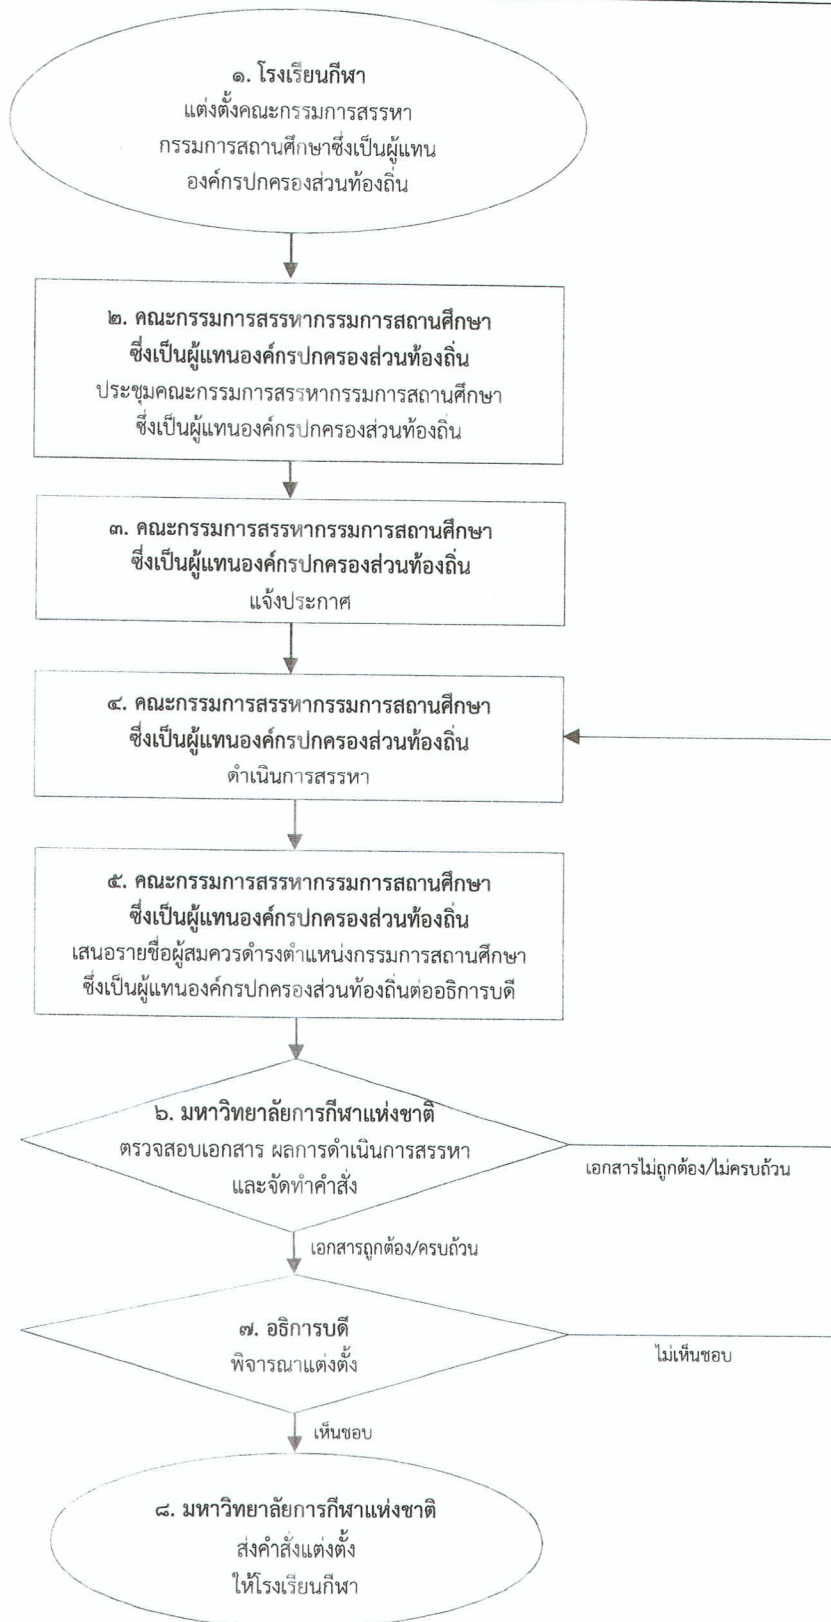 ๑. โรงเรียนกีฬา
แต่งตั้งคณะกรรมการสรรหา
กรรมการสถานศึกษาซึ่งเป็นผู้แทน
องค์กรปกครองส่วนท้องถิ่น
๒. คณะกรรมการสรรหากรรมการสถานศึกษา
ซึ่งเป็นผู้แทนองค์กรปกครองส่วนท้องถิ่น
ประชุมคณะกรรมการสรรหากรรมการสถานศึกษา
ซึ่งเป็นผู้แทนองค์กรปกครองส่วนท้องถิ่น
๓. คณะกรรมการสรรหากรรมการสถานศึกษา
ซึ่งเป็นผู้แทนองค์กรปกครองส่วนท้องถิ่น
แจ้งประกาศ
๔. คณะกรรมการสรรหากรรมการสถานศึกษา
ซึ่งเป็นผู้แทนองค์กรปกครองส่วนท้องถิ่น
ดำเนินการสรรหา
๕. คณะกรรมการสรรหากรรมการสถานศึกษา
ซึ่งเป็นผู้แทนองค์กรปกครองส่วนท้องถิ่น
เสนอรายชื่อผู้สมควรดำรงตำแหน่งกรรมการสถานศึกษา
ซึ่งเป็นผู้แทนองค์กรปกครองส่วนท้องถิ่นต่ออธิการบดี
๖. มหาวิทยาลัยการกีฬาแห่งชาติ
ตรวจสอบเอกสาร ผลการดำเนินการสรรหา
และจัดทำคำสั่ง
เอกสารไม่ถูกต้อง/ไม่ครบถ้วน
เอกสารถูกต้อง/ครบถ้วน
๗. อธิการบดี
พิจารณาแต่งตั้ง
ไม่เห็นชอบ
เห็นชอบ
๘. มหาวิทยาลัยการกีฬาแห่งชาติ
ส่งคำสั่งแต่งตั้ง
ให้โรงเรียนกีฬา